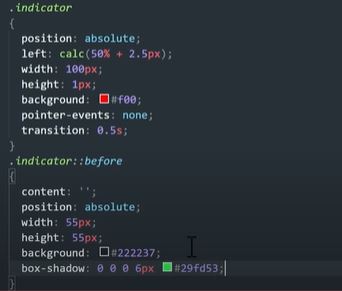 .indicator
{
position: absolute;
left: calc(50% + 2.5px);
width: 100px;
height: 1px;
background: #f00;
pointer-events: none;
transition: 0.5s;
}
.indicator::before
{
content: '';
position: absolute;
width: 55px;
height: 55px;
background: #222237;
box-shadow: 0 0 0 6px #29fd53;
}